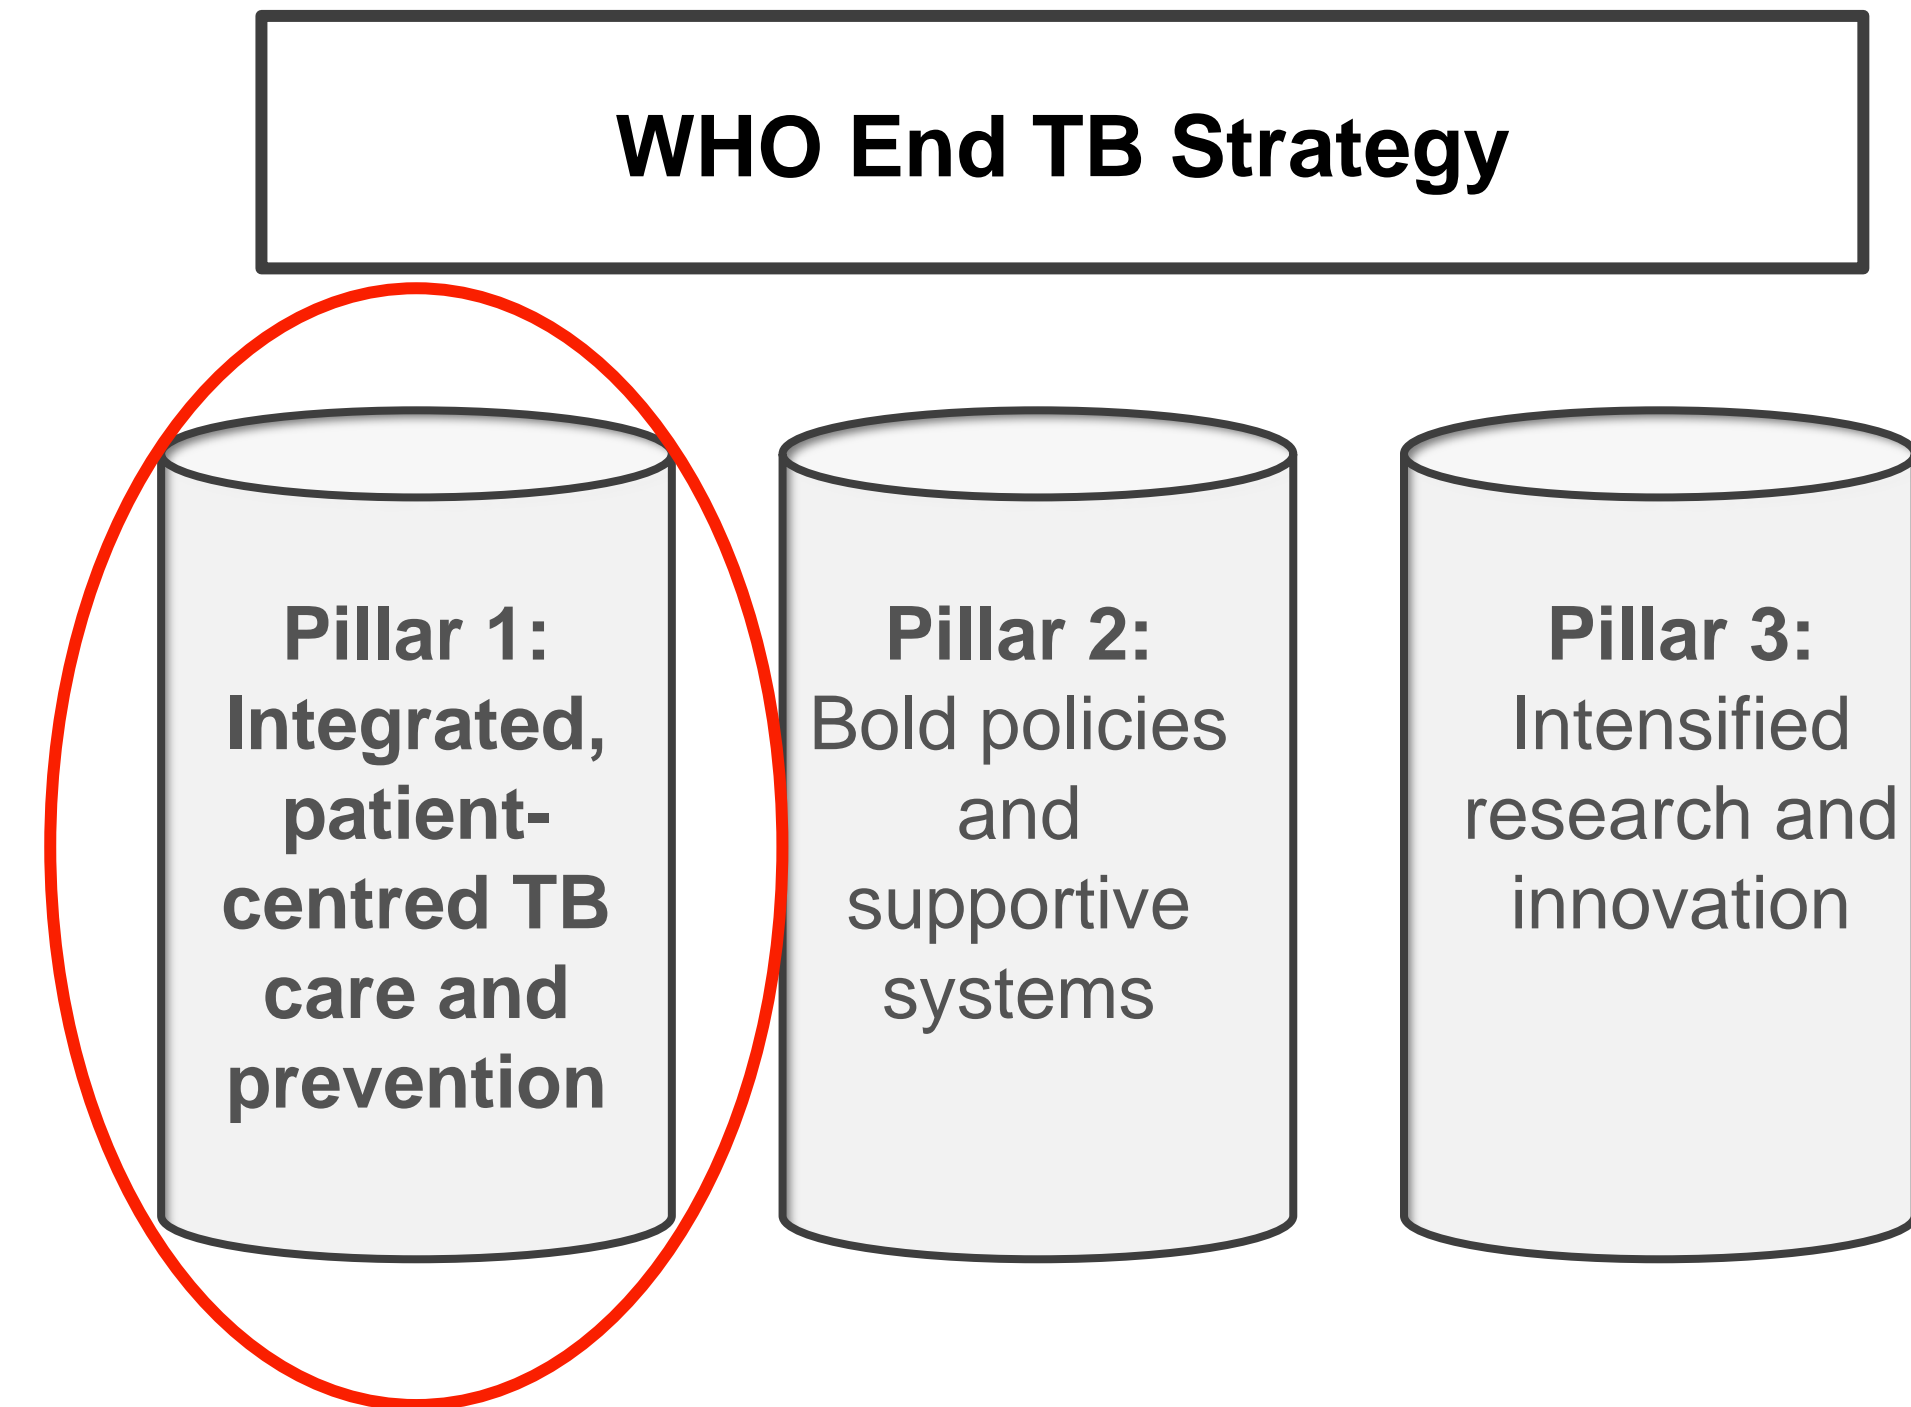 WHO End TB Strategy
Pillar 1:
Integrated,
patient-
centred TB
care and
prevention
Pillar 2:
Bold policies
and
supportive
systems
Pillar 3:
Intensified
research and
innovation